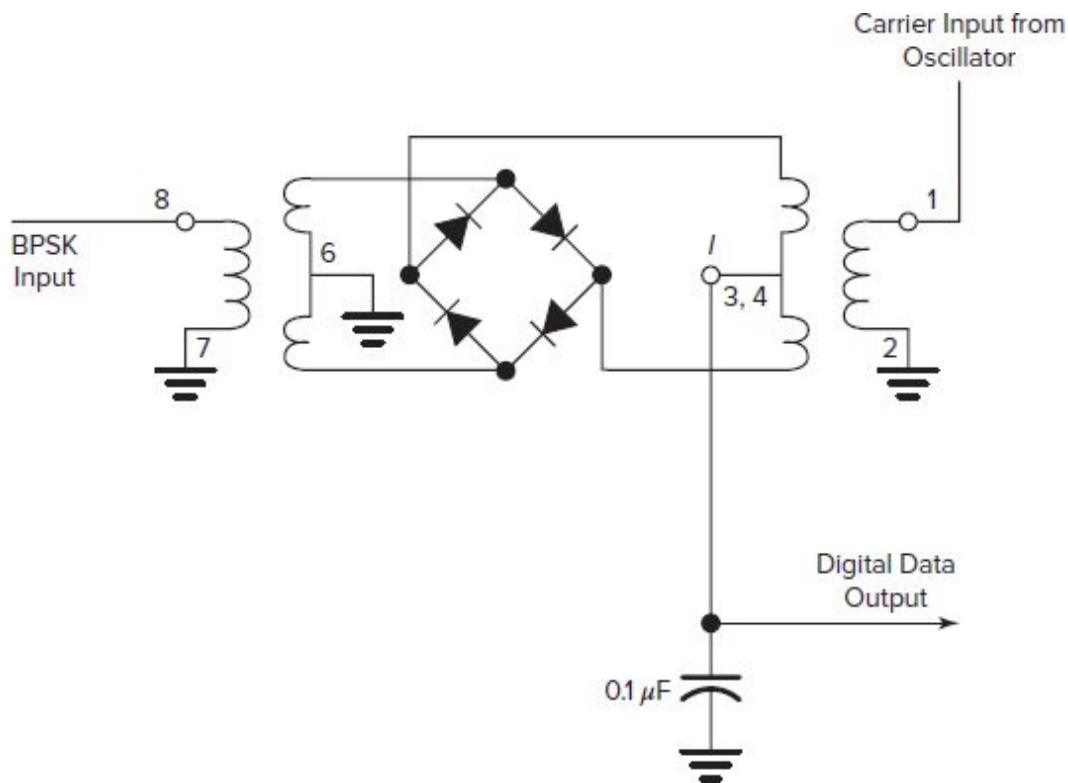 Carrier Input from
Oscillator
8
1
BPSK
Input
6
I
3, 4
7
2
Digital Data
Output
0.1 μF